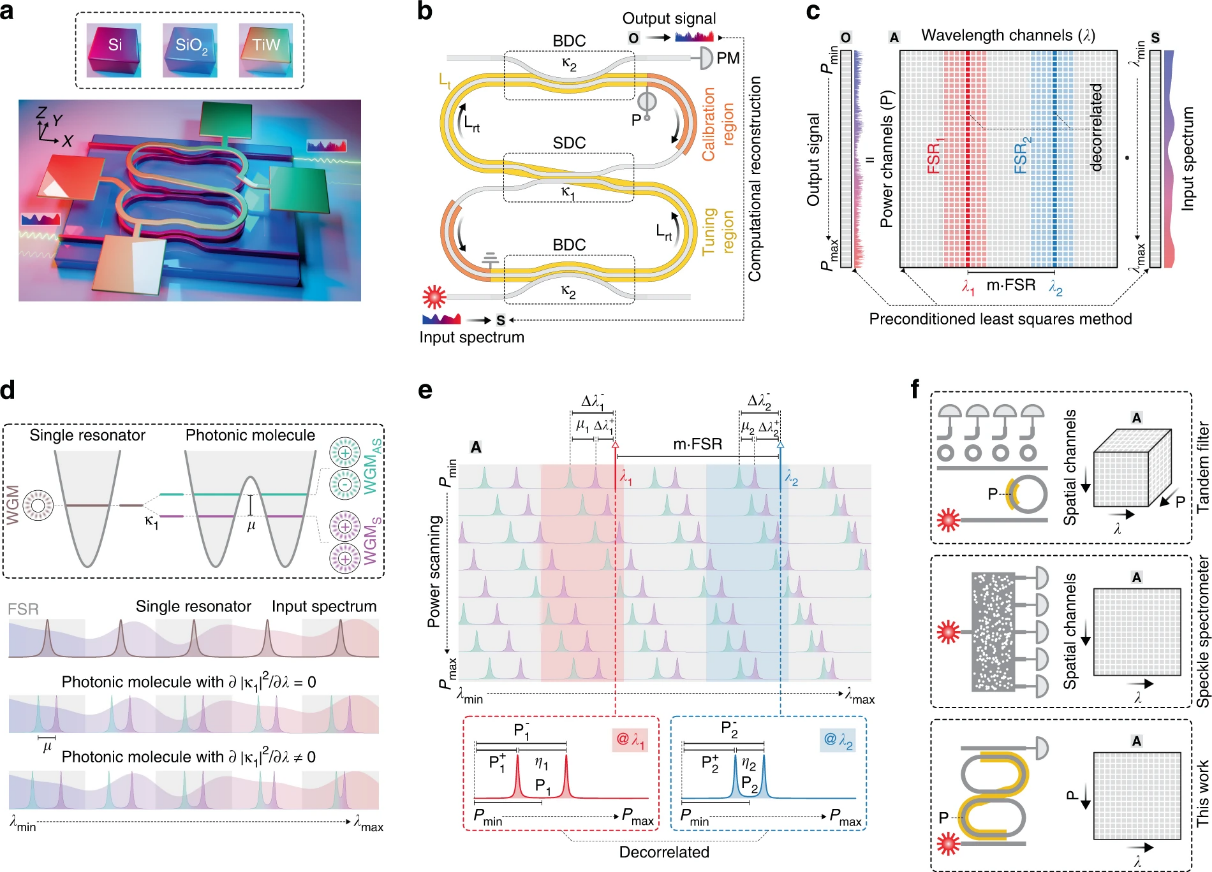 a
Si
SiO2
TiW
Z
Y
X
b
Output signal
O
BDC
κ2
PM
Lt
P
Lrt
Calibration region
SDC
κ1
Tuning region
Lrt
BDC
κ2
Computational reconstruction
S
Input spectrum
c
Wavelength channels (λ)
O
A
S
Pmin
Output signal
Pmax
=
Power channels (P)
FSR1
FSR2
decorrelated
λmin
Input spectrum
λmax
λ1
m·FSR
λ2
Preconditioned least squares method
d
Single resonator
Photonic molecule
WGM
κ1
μ
WGMAS
WGMS
FSR
Single resonator
Input spectrum
Photonic molecule with ∂ |κ1|²/∂λ = 0
μ
Photonic molecule with ∂ |κ1|²/∂λ ≠ 0
λmin
λmax
e
Δλ1-
Δλ2-
μ1
Δλ1+
μ2
Δλ2+
A
m·FSR
λ1
λ2
Pmin
Power scanning
Pmax
λmin
λmax
P1-
@ λ1
P1+
η1
P1
Pmin
Pmax
P2-
@ λ2
P2+
η2
P2
Pmin
Pmax
Decorrelated
f
P
Spatial channels
A
λ
P
Tandem filter
Spatial channels
A
λ
Speckle spectrometer
P
P
A
λ
This work